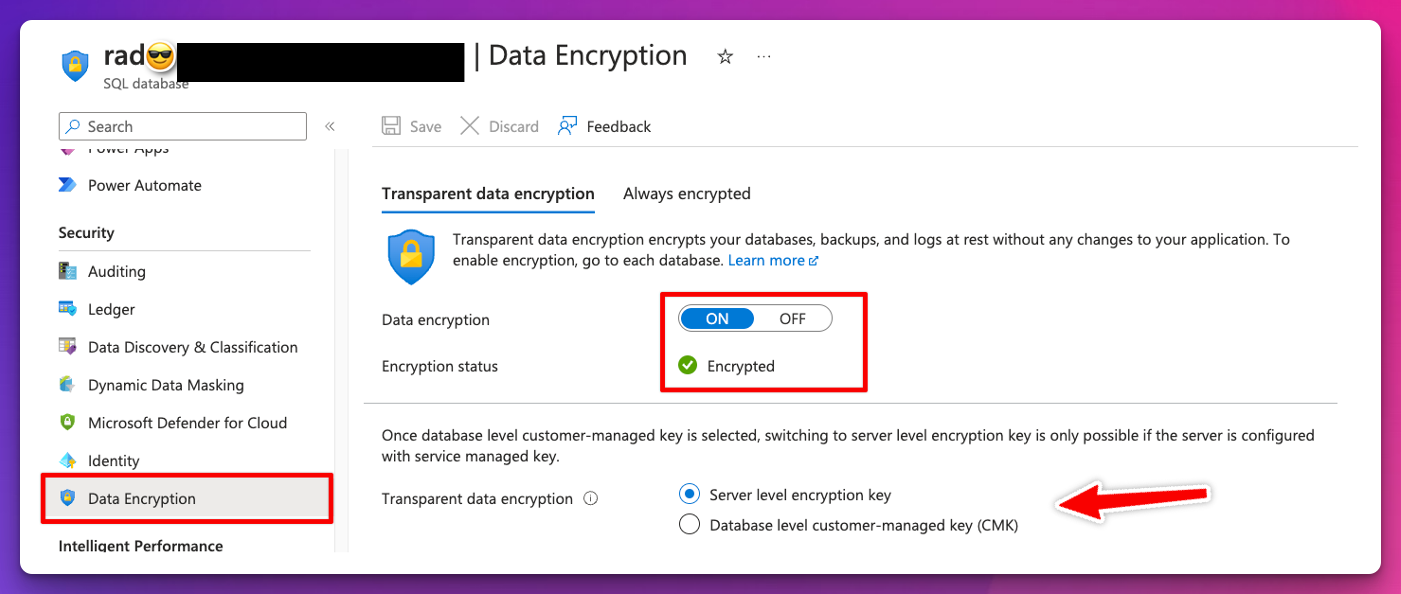 rad | Data Encryption
SQL database
Search
Save Discard Feedback
Power Apps
Power Automate
Security
Auditing
Ledger
Data Discovery & Classification
Dynamic Data Masking
Microsoft Defender for Cloud
Identity
Data Encryption
Intelligent Performance
Transparent data encryption Always encrypted
Transparent data encryption encrypts your databases, backups, and logs at rest without any changes to your application. To
enable encryption, go to each database. Learn more
Data encryption ON OFF
Encryption status Encrypted
Once database level customer-managed key is selected, switching to server level encryption key is only possible if the server is configured
with service managed key.
Transparent data encryption Server level encryption key
Database level customer-managed key (CMK)